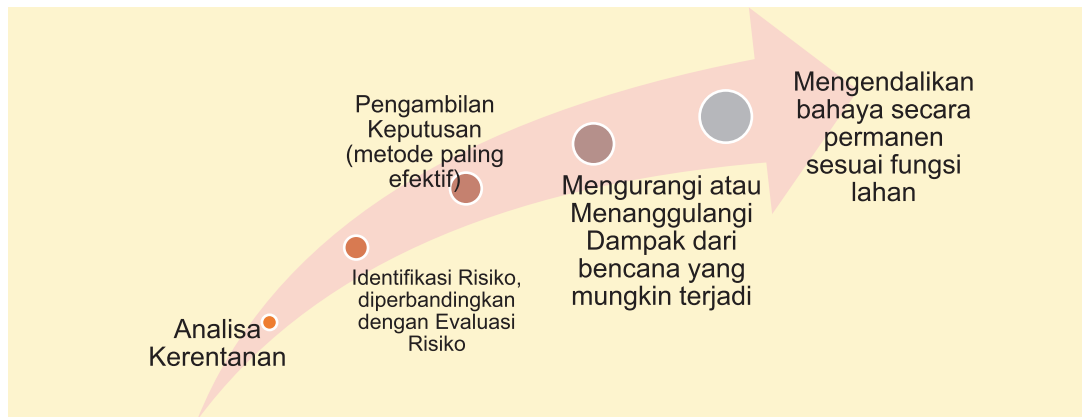 Analisa
Kerentanan
Identifikasi Risiko,
diperbandingkan
dengan Evaluasi
Risiko
Pengambilan
Keputusan
(metode paling
efektif)
Mengurangi atau
Menanggulangi
Dampak dari
bencana yang
mungkin terjadi
Mengendalikan
bahaya secara
permanen
sesuai fungsi
lahan